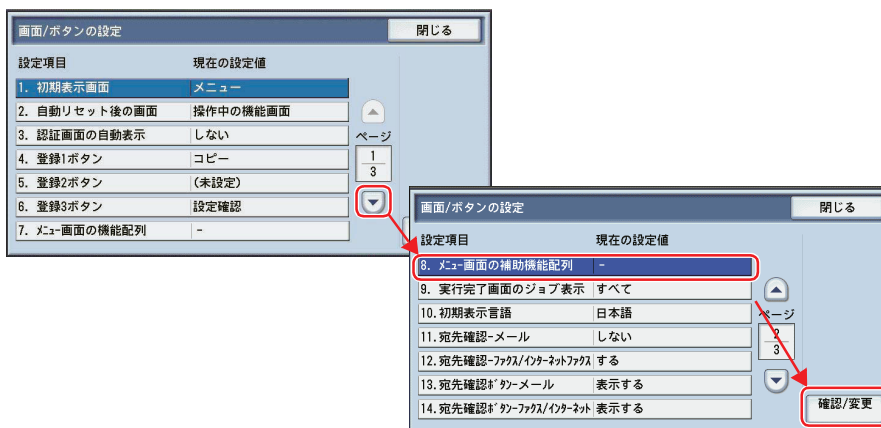 画面/ボタンの設定
閉じる
設定項目 現在の設定値
1. 初期表示画面 メニュー
2. 自動リセット後の画面 操作中の機能画面
3. 認証画面の自動表示 しない
4. 登録1ボタン コピー
5. 登録2ボタン (未設定)
6. 登録3ボタン 設定確認
7. ﾒﾆｭｰ画面の機能配列 -
ページ
1
3
画面/ボタンの設定
閉じる
設定項目 現在の設定値
8. ﾒﾆｭｰ画面の補助機能配列 -
9. 実行完了画面のジョブ表示 すべて
10.初期表示言語 日本語
11.宛先確認-メール しない
12.宛先確認-ﾌｧｸｽ/ｲﾝﾀｰﾈｯﾄﾌｧｸｽ する
13.宛先確認ﾎﾞﾀﾝ-メール 表示する
14.宛先確認ﾎﾞﾀﾝ-ﾌｧｸｽ/ｲﾝﾀｰﾈｯﾄ 表示する
ページ
2
3
確認/変更